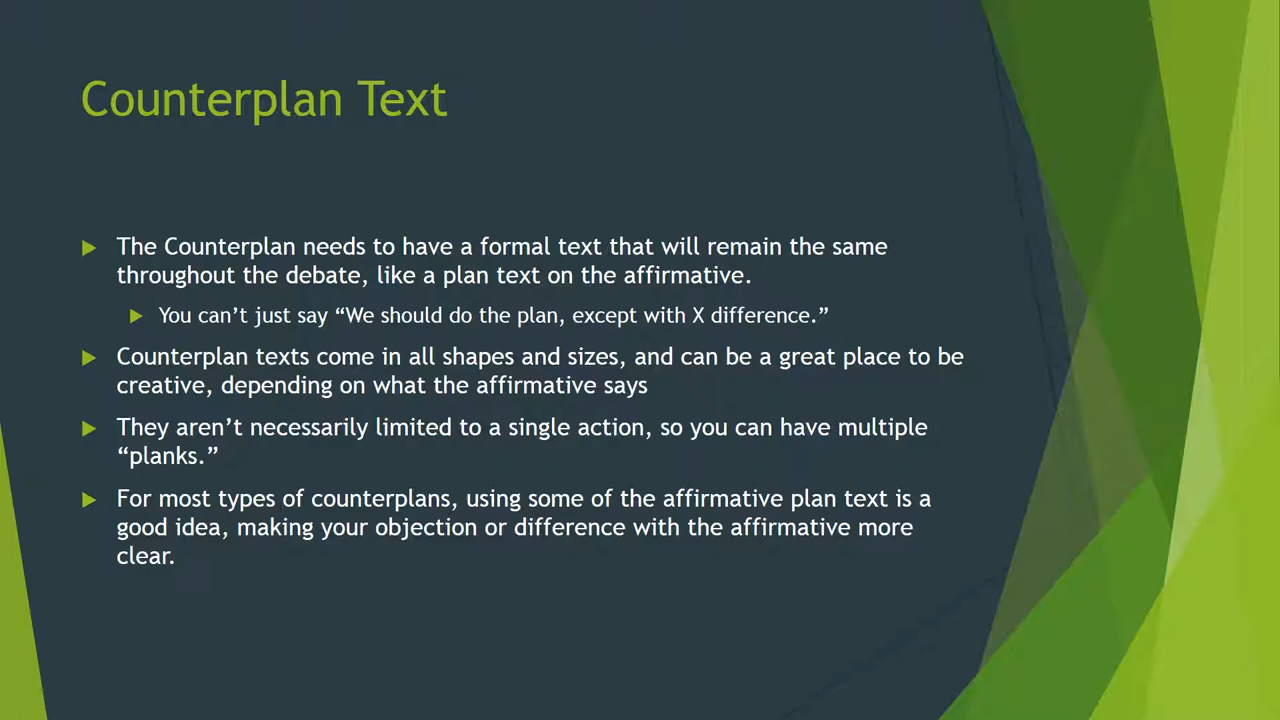 Counterplan Text
The Counterplan needs to have a formal text that will remain the same
throughout the debate, like a plan text on the affirmative.
You can’t just say “We should do the plan, except with X difference.”
Counterplan texts come in all shapes and sizes, and can be a great place to be
creative, depending on what the affirmative says
They aren’t necessarily limited to a single action, so you can have multiple
“planks.”
For most types of counterplans, using some of the affirmative plan text is a
good idea, making your objection or difference with the affirmative more
clear.